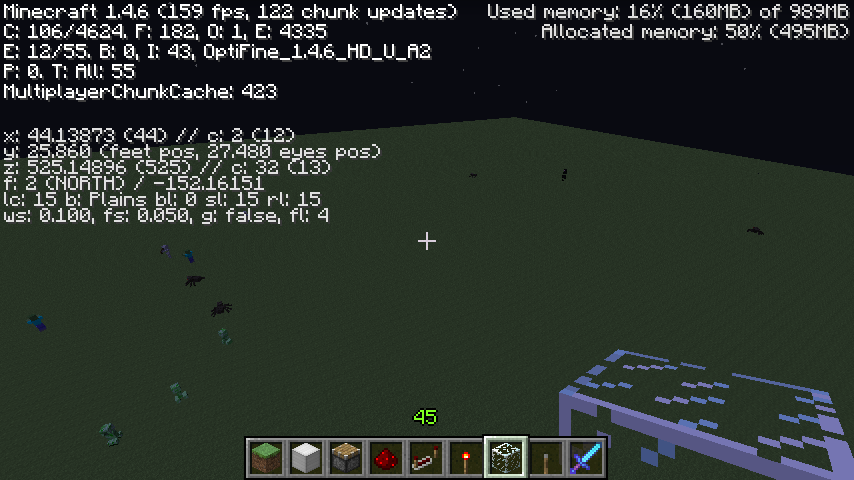 Minecraft 1.4.6 (159 fps, 122 chunk updates)
C: 106/4624. F: 182, O: 1, E: 4335
E: 12/55. B: 0, I: 43, OptiFine_1.4.6_HD_U_A2
P: 0. T: All: 55
MultiplayerChunkCache: 423
Used memory: 16% (160MB) of 989MB
Allocated memory: 50% (495MB)
x: 44.13873 (44) // c: 2 (12)
y: 25.860 (feet pos, 27.480 eyes pos)
z: 525.14896 (525) // c: 32 (13)
f: 2 (NORTH) / -152.16151
lc: 15 b: Plains bl: 0 sl: 15 rl: 15
ws: 0.100, fs: 0.050, g: false, fl: 4
45